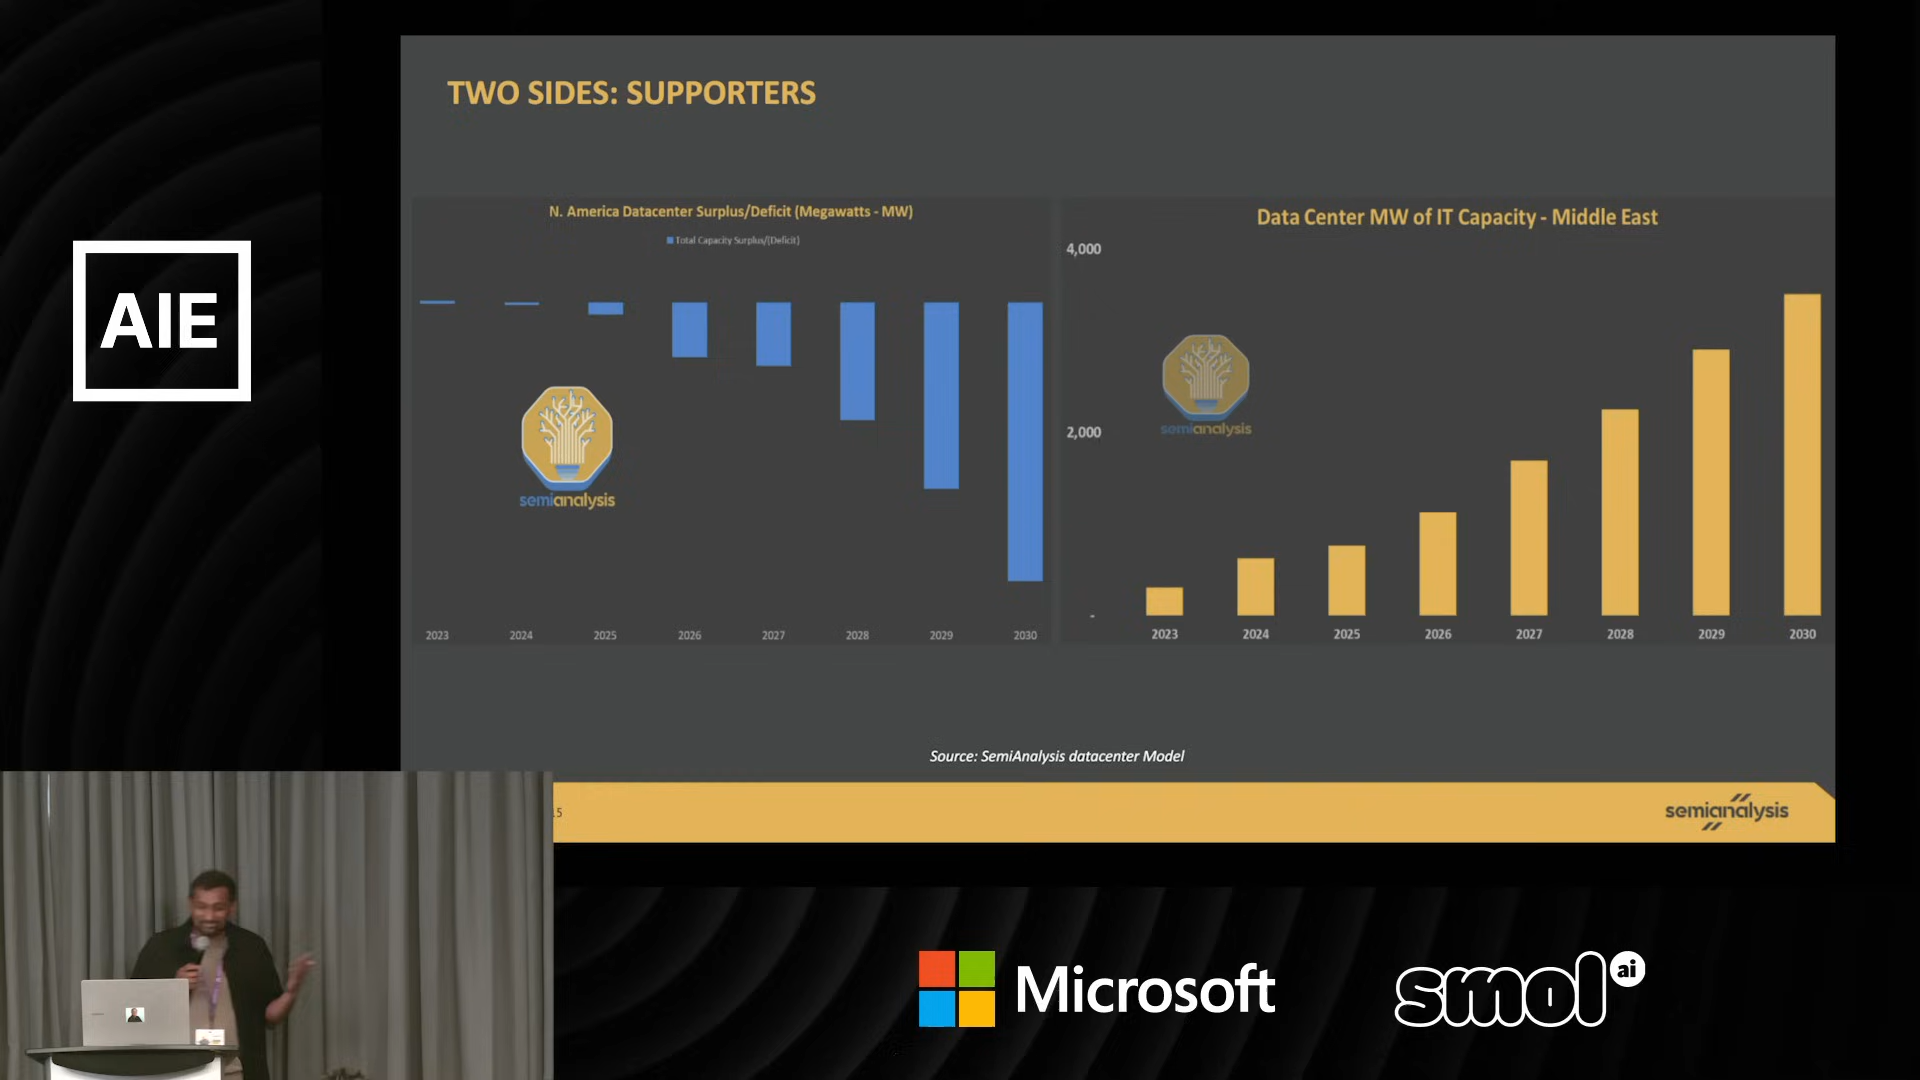 AIE
TWO SIDES: SUPPORTERS
N. America Datacenter Surplus/Deficit (Megawatts - MW)
Total Capacity Surplus/(Deficit)
semianalysis
2023 2024 2025 2026 2027 2028 2029 2030
Data Center MW of IT Capacity - Middle East
4,000
2,000
-
semianalysis
2023 2024 2025 2026 2027 2028 2029 2030
Source: SemiAnalysis datacenter Model
15
semianalysis
Microsoft
smol ai